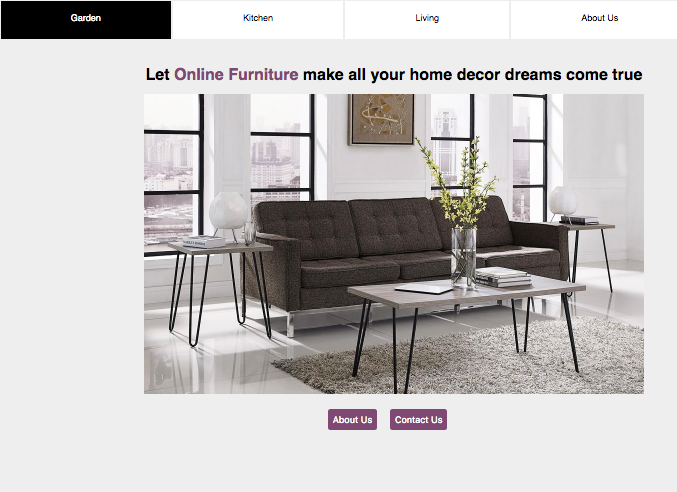 Garden
Kitchen
Living
About Us
Let Online Furniture make all your home decor dreams come true
About Us
Contact Us